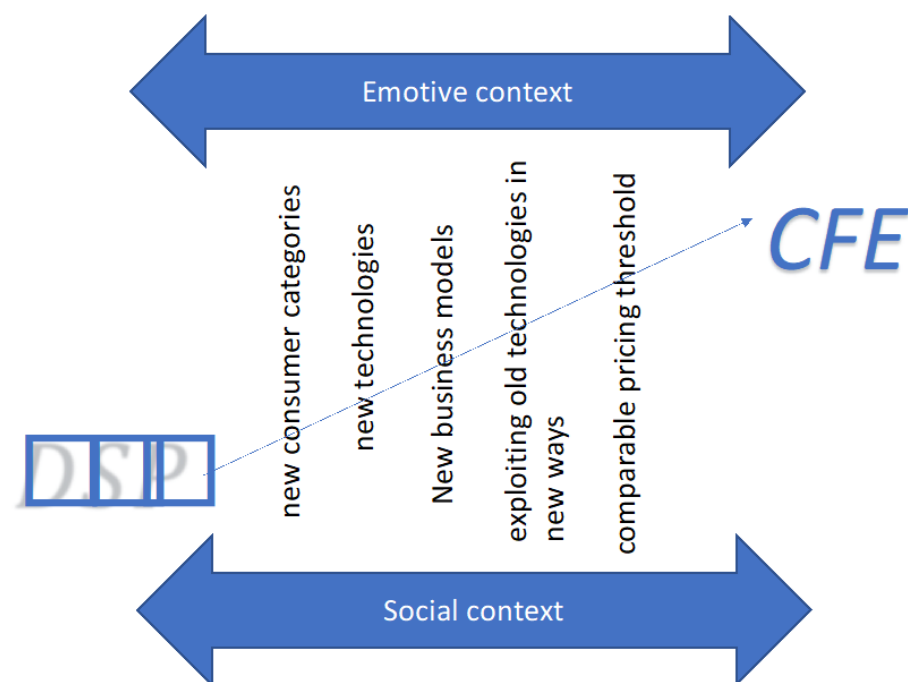 Emotive context
new consumer categories
new technologies
New business models
exploiting old technologies in
new ways
comparable pricing threshold
CFE
DSP
Social context